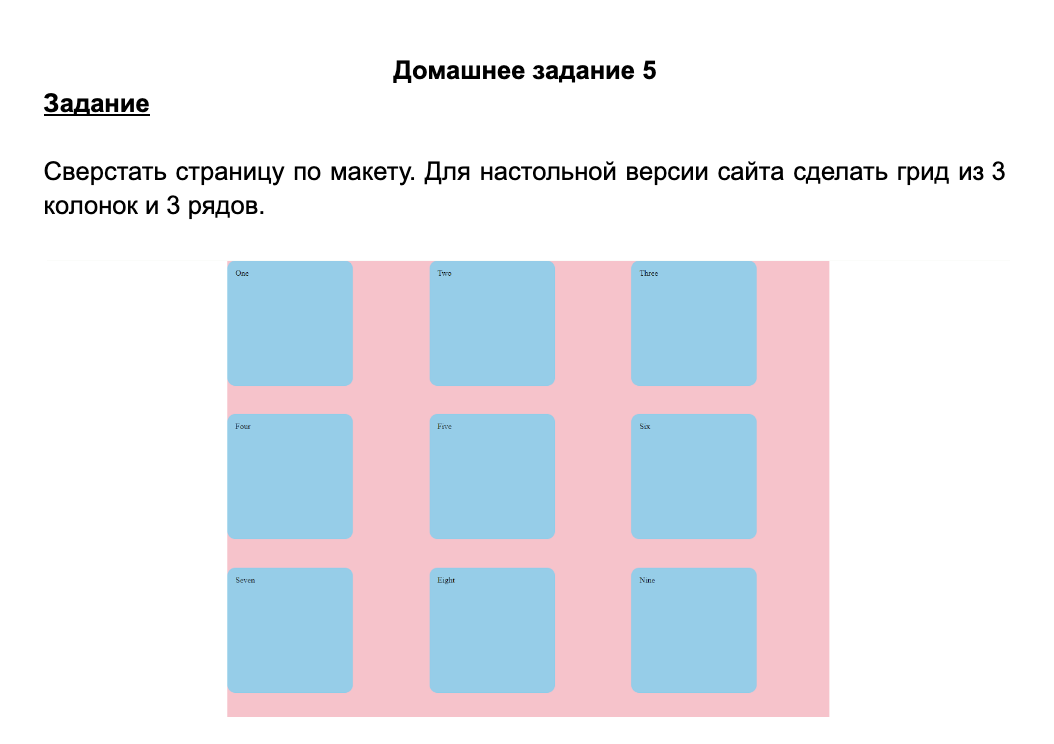 Домашнее задание 5
Задание
Сверстать страницу по макету. Для настольной версии сайта сделать грид из 3
колонок и 3 рядов.
One Two Three
Four Five Six
Seven Eight Nine